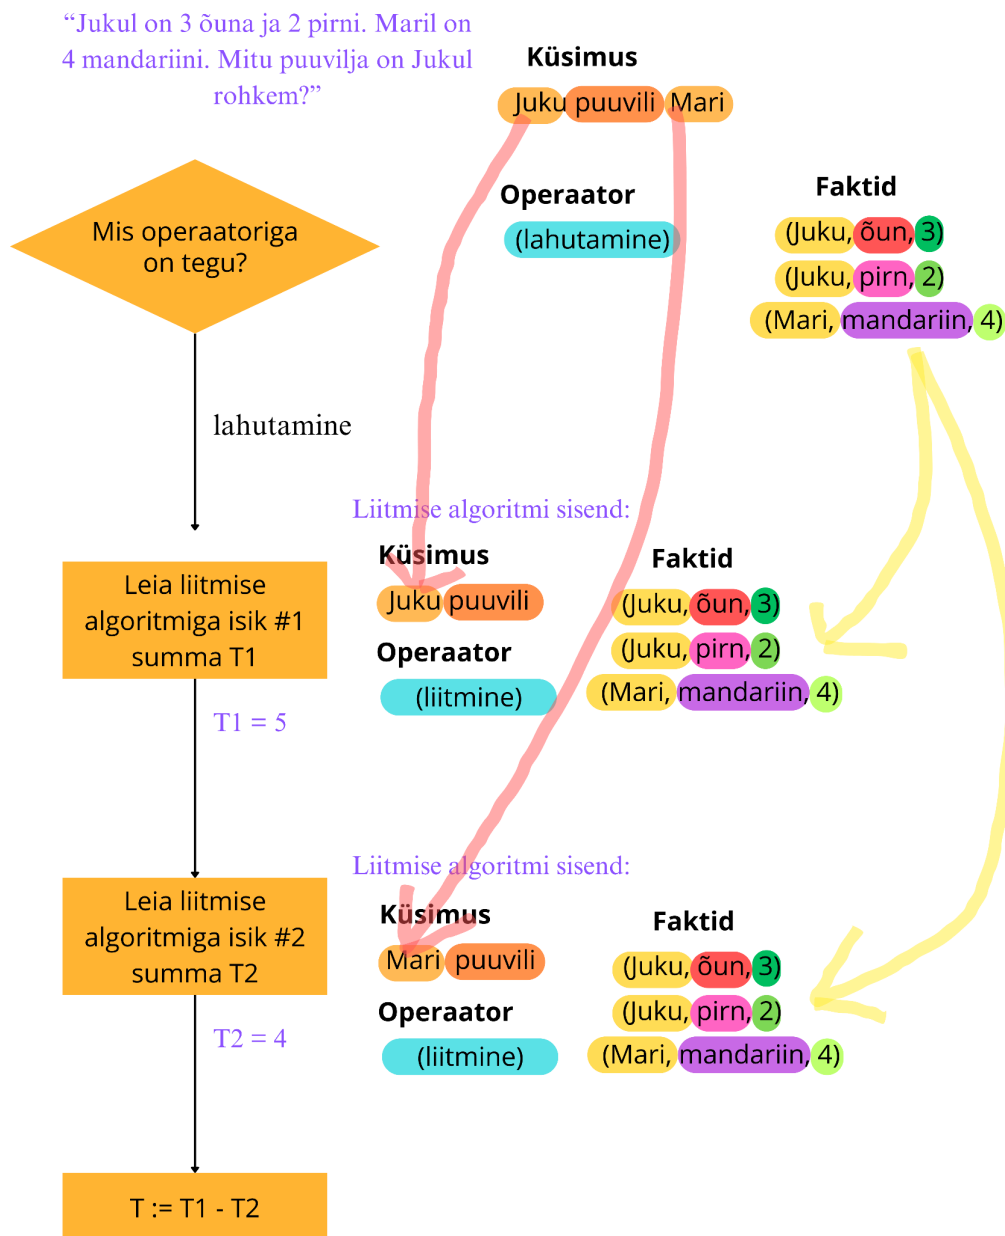 “Jukul on 3 õuna ja 2 pirni. Maril on
4 mandariini. Mitu puuvilja on Jukul
rohkem?”
Küsimus
Juku puuvili Mari
Operaator
(lahutamine)
Faktid
(Juku, õun, 3)
(Juku, pirn, 2)
(Mari, mandariin, 4)
Mis operaatoriga
on tegu?
lahutamine
Leia liitmise
algoritmiga isik #1
summa T1
Liitmise algoritmi sisend:
Küsimus
Juku puuvili
Operaator
(liitmine)
Faktid
(Juku, õun, 3)
(Juku, pirn, 2)
(Mari, mandariin, 4)
T1 = 5
Leia liitmise
algoritmiga isik #2
summa T2
Liitmise algoritmi sisend:
Küsimus
Mari puuvili
Operaator
(liitmine)
Faktid
(Juku, õun, 3)
(Juku, pirn, 2)
(Mari, mandariin, 4)
T2 = 4
T := T1 - T2